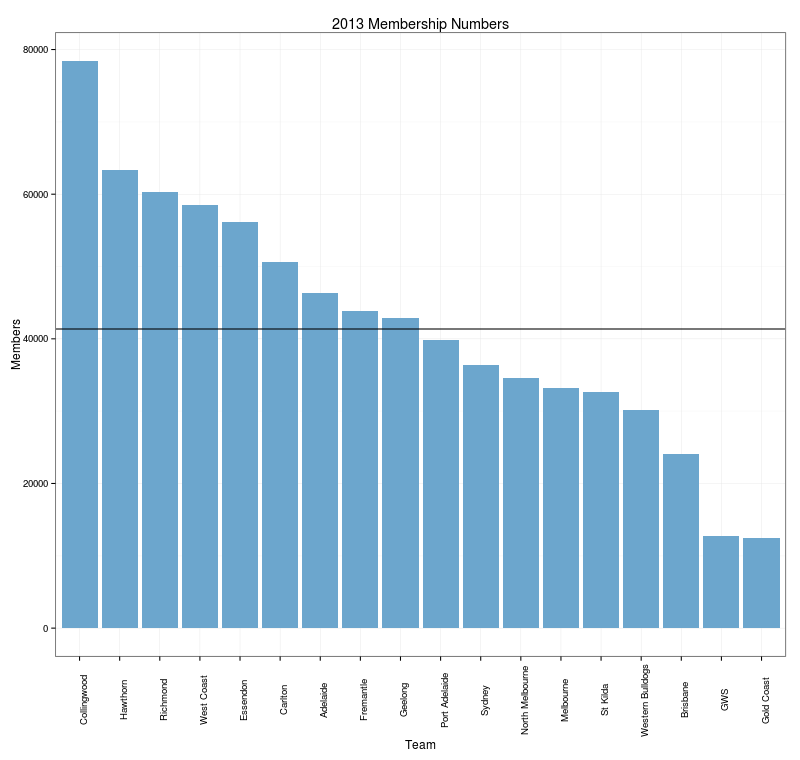 2013 Membership Numbers
80000
60000
40000
20000
0
Members
Collingwood
Hawthorn
Richmond
West Coast
Essendon
Carlton
Adelaide
Fremantle
Geelong
Port Adelaide
Sydney
North Melbourne
Melbourne
St Kilda
Western Bulldogs
Brisbane
GWS
Gold Coast
Team